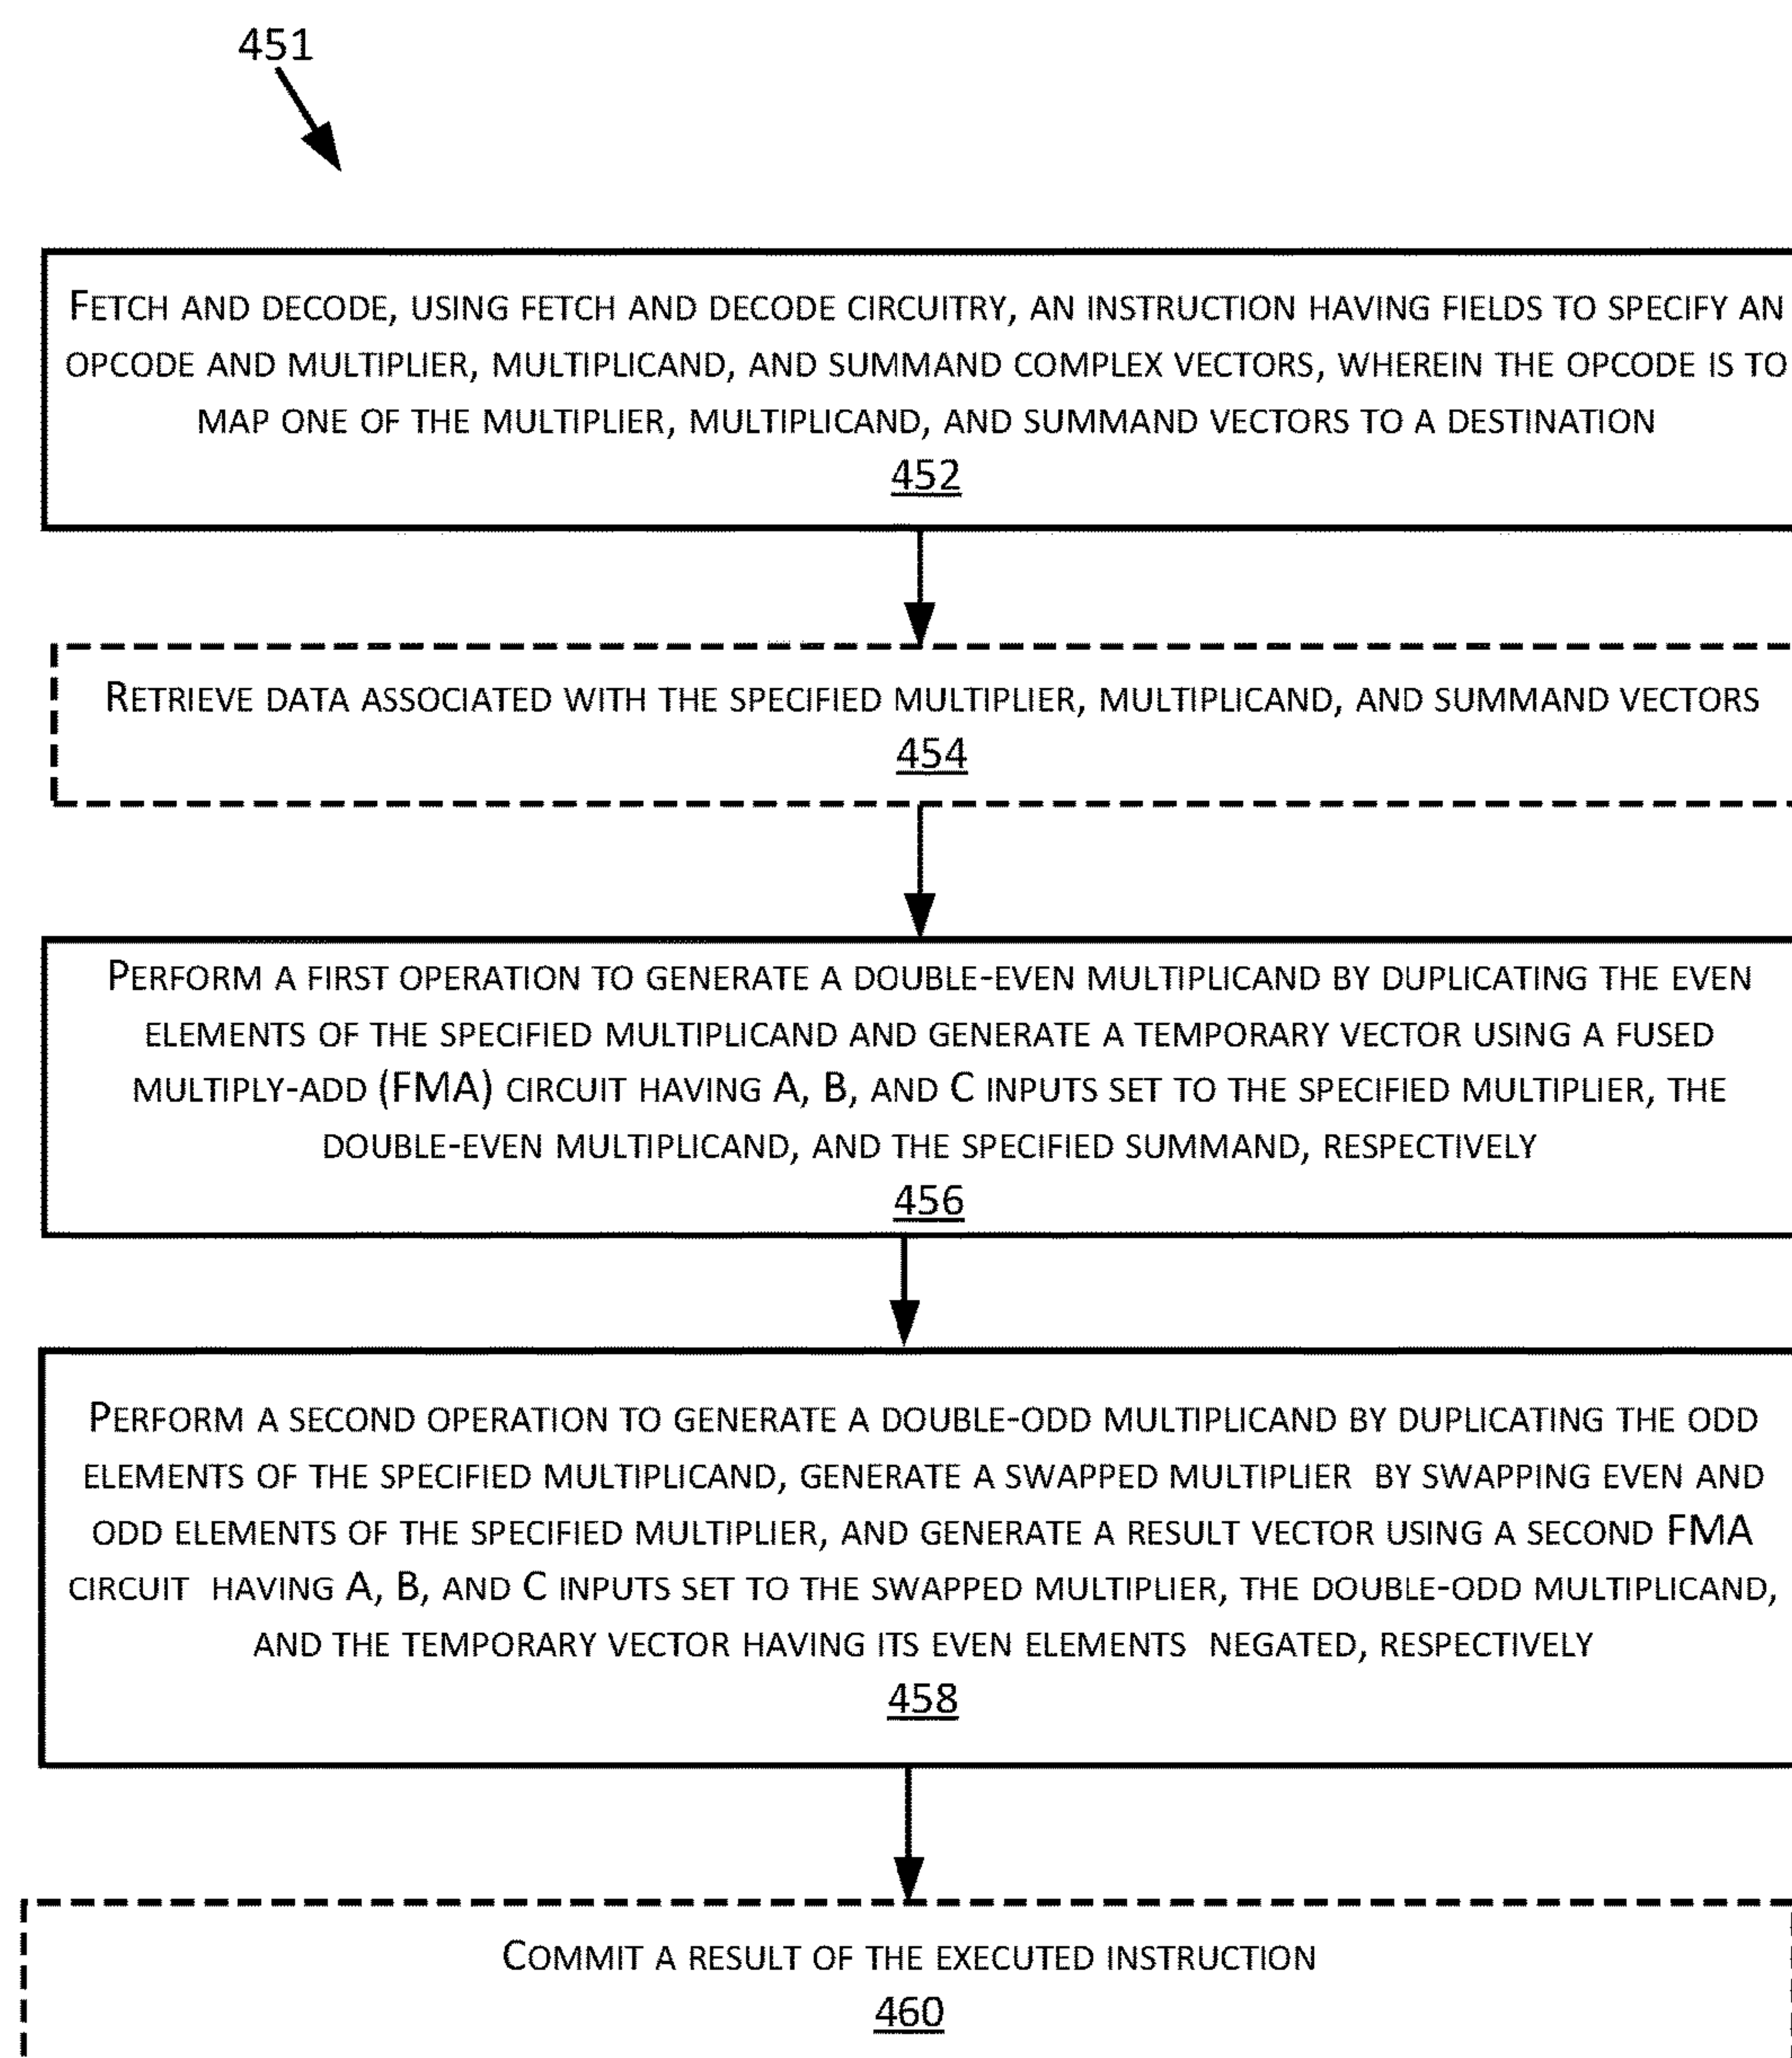 451
FETCH AND DECODE, USING FETCH AND DECODE CIRCUITRY, AN INSTRUCTION HAVING FIELDS TO SPECIFY AN
OPCODE AND MULTIPLIER, MULTIPLICAND, AND SUMMAND COMPLEX VECTORS, WHEREIN THE OPCODE IS TO
MAP ONE OF THE MULTIPLIER, MULTIPLICAND, AND SUMMAND VECTORS TO A DESTINATION
452
RETRIEVE DATA ASSOCIATED WITH THE SPECIFIED MULTIPLIER, MULTIPLICAND, AND SUMMAND VECTORS
454
PERFORM A FIRST OPERATION TO GENERATE A DOUBLE-EVEN MULTIPLICAND BY DUPLICATING THE EVEN
ELEMENTS OF THE SPECIFIED MULTIPLICAND AND GENERATE A TEMPORARY VECTOR USING A FUSED
MULTIPLY-ADD (FMA) CIRCUIT HAVING A, B, AND C INPUTS SET TO THE SPECIFIED MULTIPLIER, THE
DOUBLE-EVEN MULTIPLICAND, AND THE SPECIFIED SUMMAND, RESPECTIVELY
456
PERFORM A SECOND OPERATION TO GENERATE A DOUBLE-ODD MULTIPLICAND BY DUPLICATING THE ODD
ELEMENTS OF THE SPECIFIED MULTIPLICAND, GENERATE A SWAPPED MULTIPLIER BY SWAPPING EVEN AND
ODD ELEMENTS OF THE SPECIFIED MULTIPLIER, AND GENERATE A RESULT VECTOR USING A SECOND FMA
CIRCUIT HAVING A, B, AND C INPUTS SET TO THE SWAPPED MULTIPLIER, THE DOUBLE-ODD MULTIPLICAND,
AND THE TEMPORARY VECTOR HAVING ITS EVEN ELEMENTS NEGATED, RESPECTIVELY
458
COMMIT A RESULT OF THE EXECUTED INSTRUCTION
460